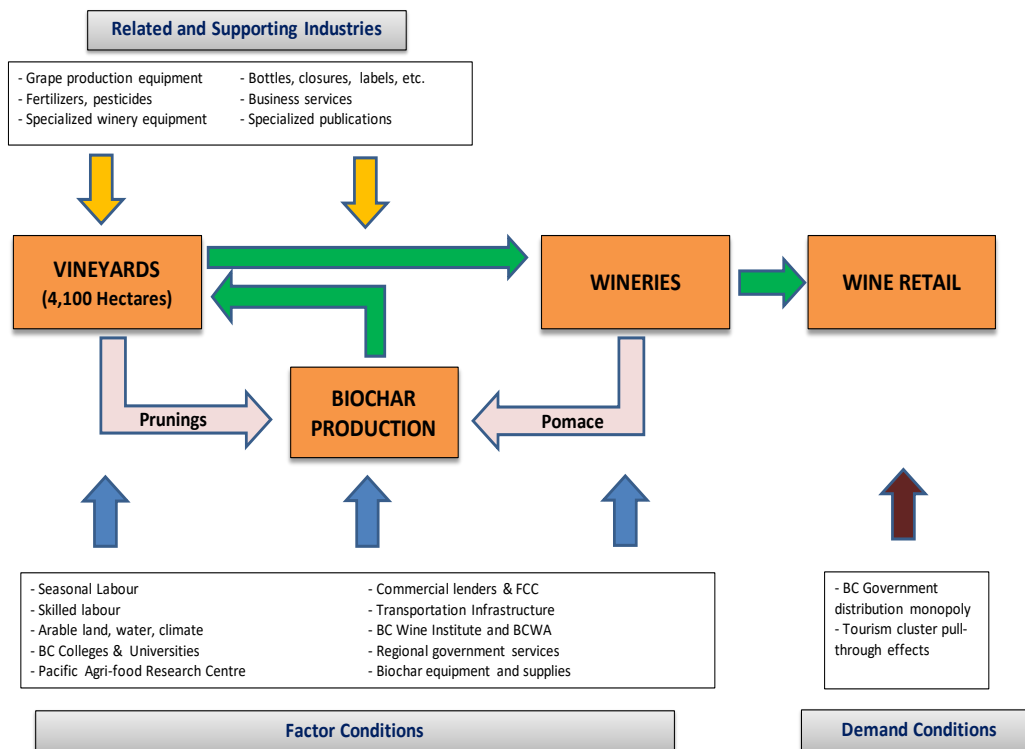 Related and Supporting Industries
- Grape production equipment
- Fertilizers, pesticides
- Specialized winery equipment
- Bottles, closures, labels, etc.
- Business services
- Specialized publications
VINEYARDS
(4,100 Hectares)
WINERIES
WINE RETAIL
BIOCHAR
PRODUCTION
Prunings
Pomace
- Seasonal Labour
- Skilled labour
- Arable land, water, climate
- BC Colleges & Universities
- Pacific Agri-food Research Centre
- Commercial lenders & FCC
- Transportation Infrastructure
- BC Wine Institute and BCWA
- Regional government services
- Biochar equipment and supplies
- BC Government
distribution monopoly
- Tourism cluster pull-
through effects
Factor Conditions
Demand Conditions